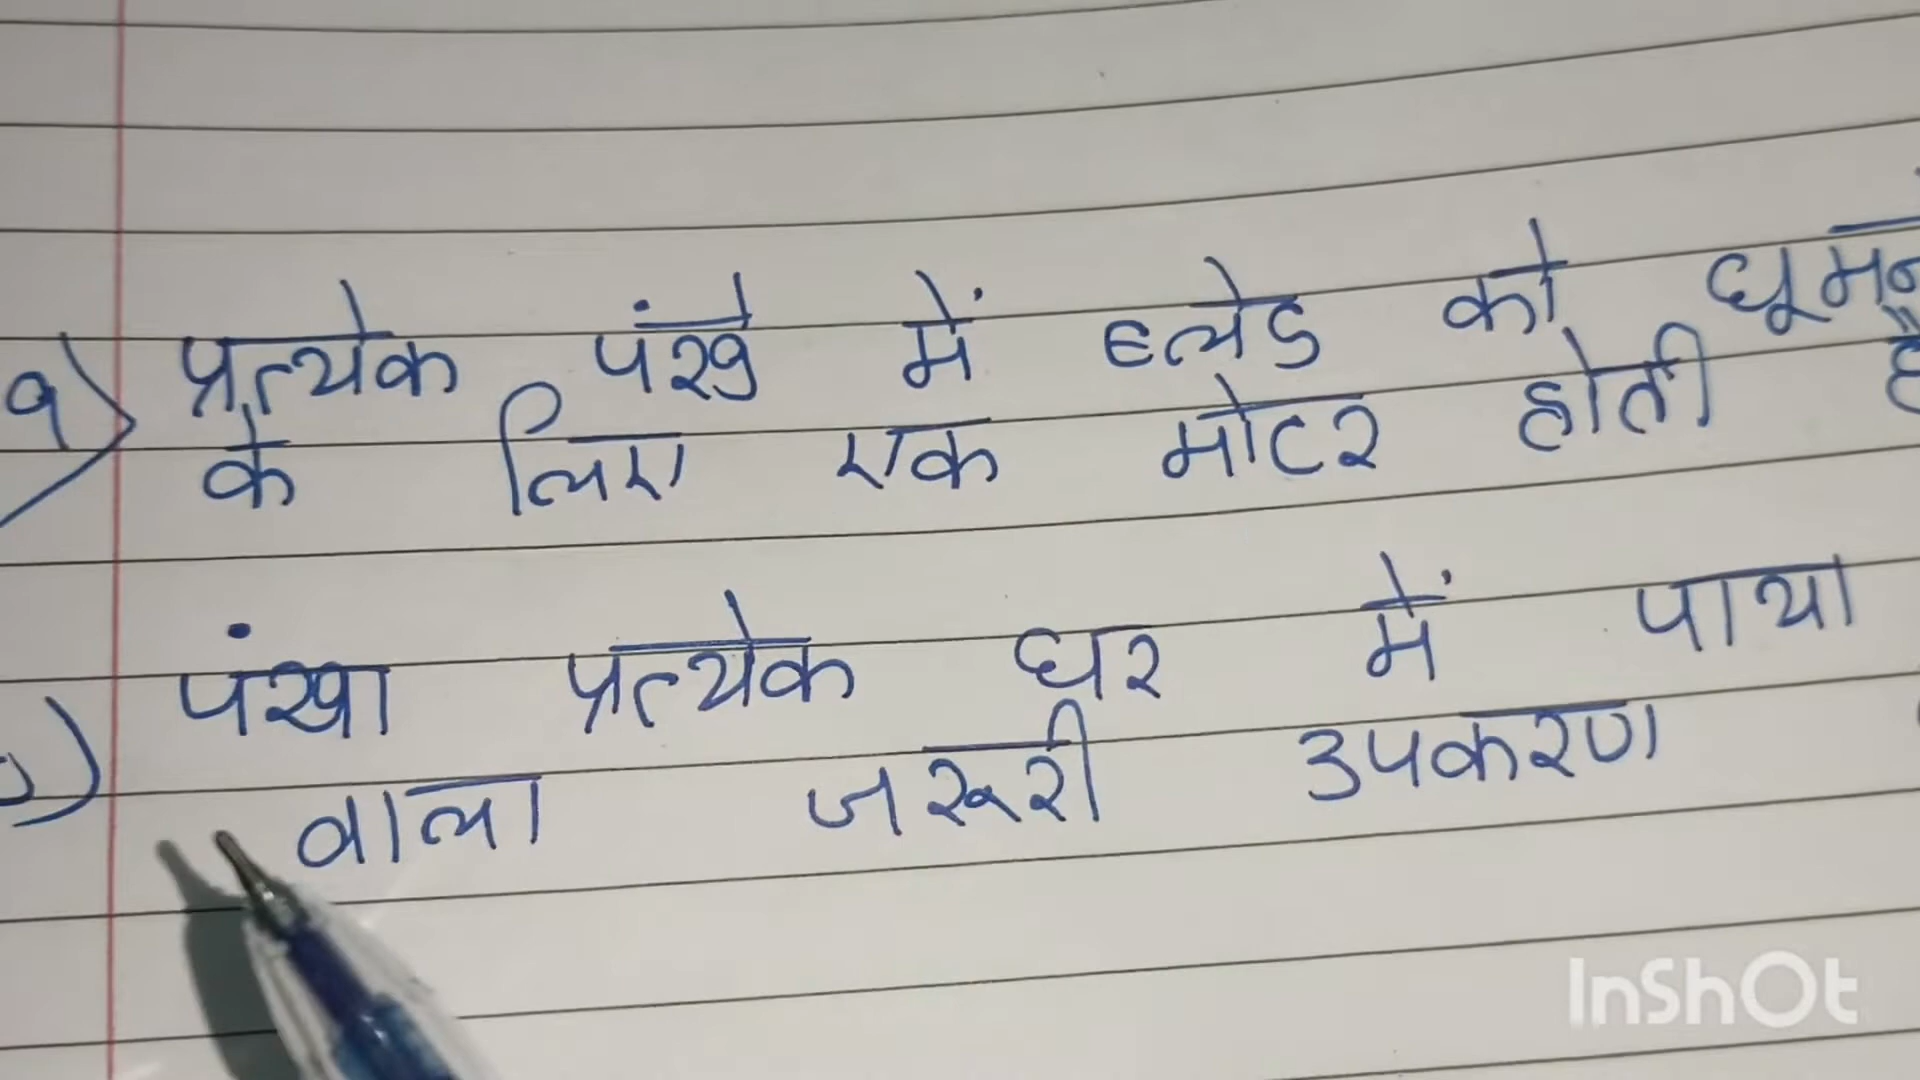 9) प्रत्येक पंखे में ब्लेड को घूमने
के लिए एक मोटर होती है
पंखा प्रत्येक घर में पाया
वाला जरूरी उपकरण
InShOt